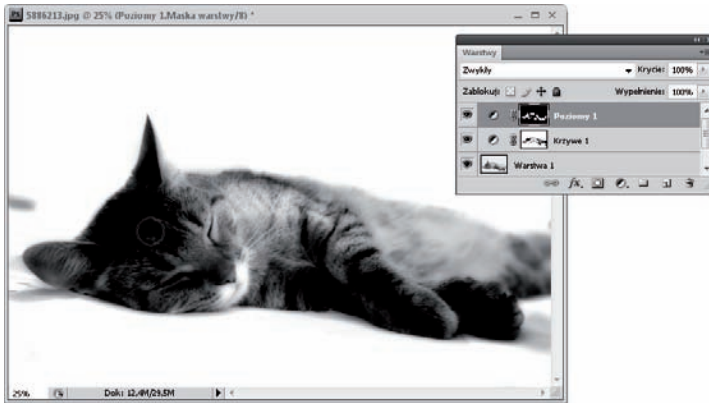 5886213.jpg @ 25% (Poziomy 1,Maska warstwy/8) *
Warstwy
Zwykły
Krycie: 100%
Zablokuj:
Wypełnienie: 100%
Poziomy 1
Krzywe 1
Warstwa 1
fx.
25%
Dok: 12,4M/29,5M